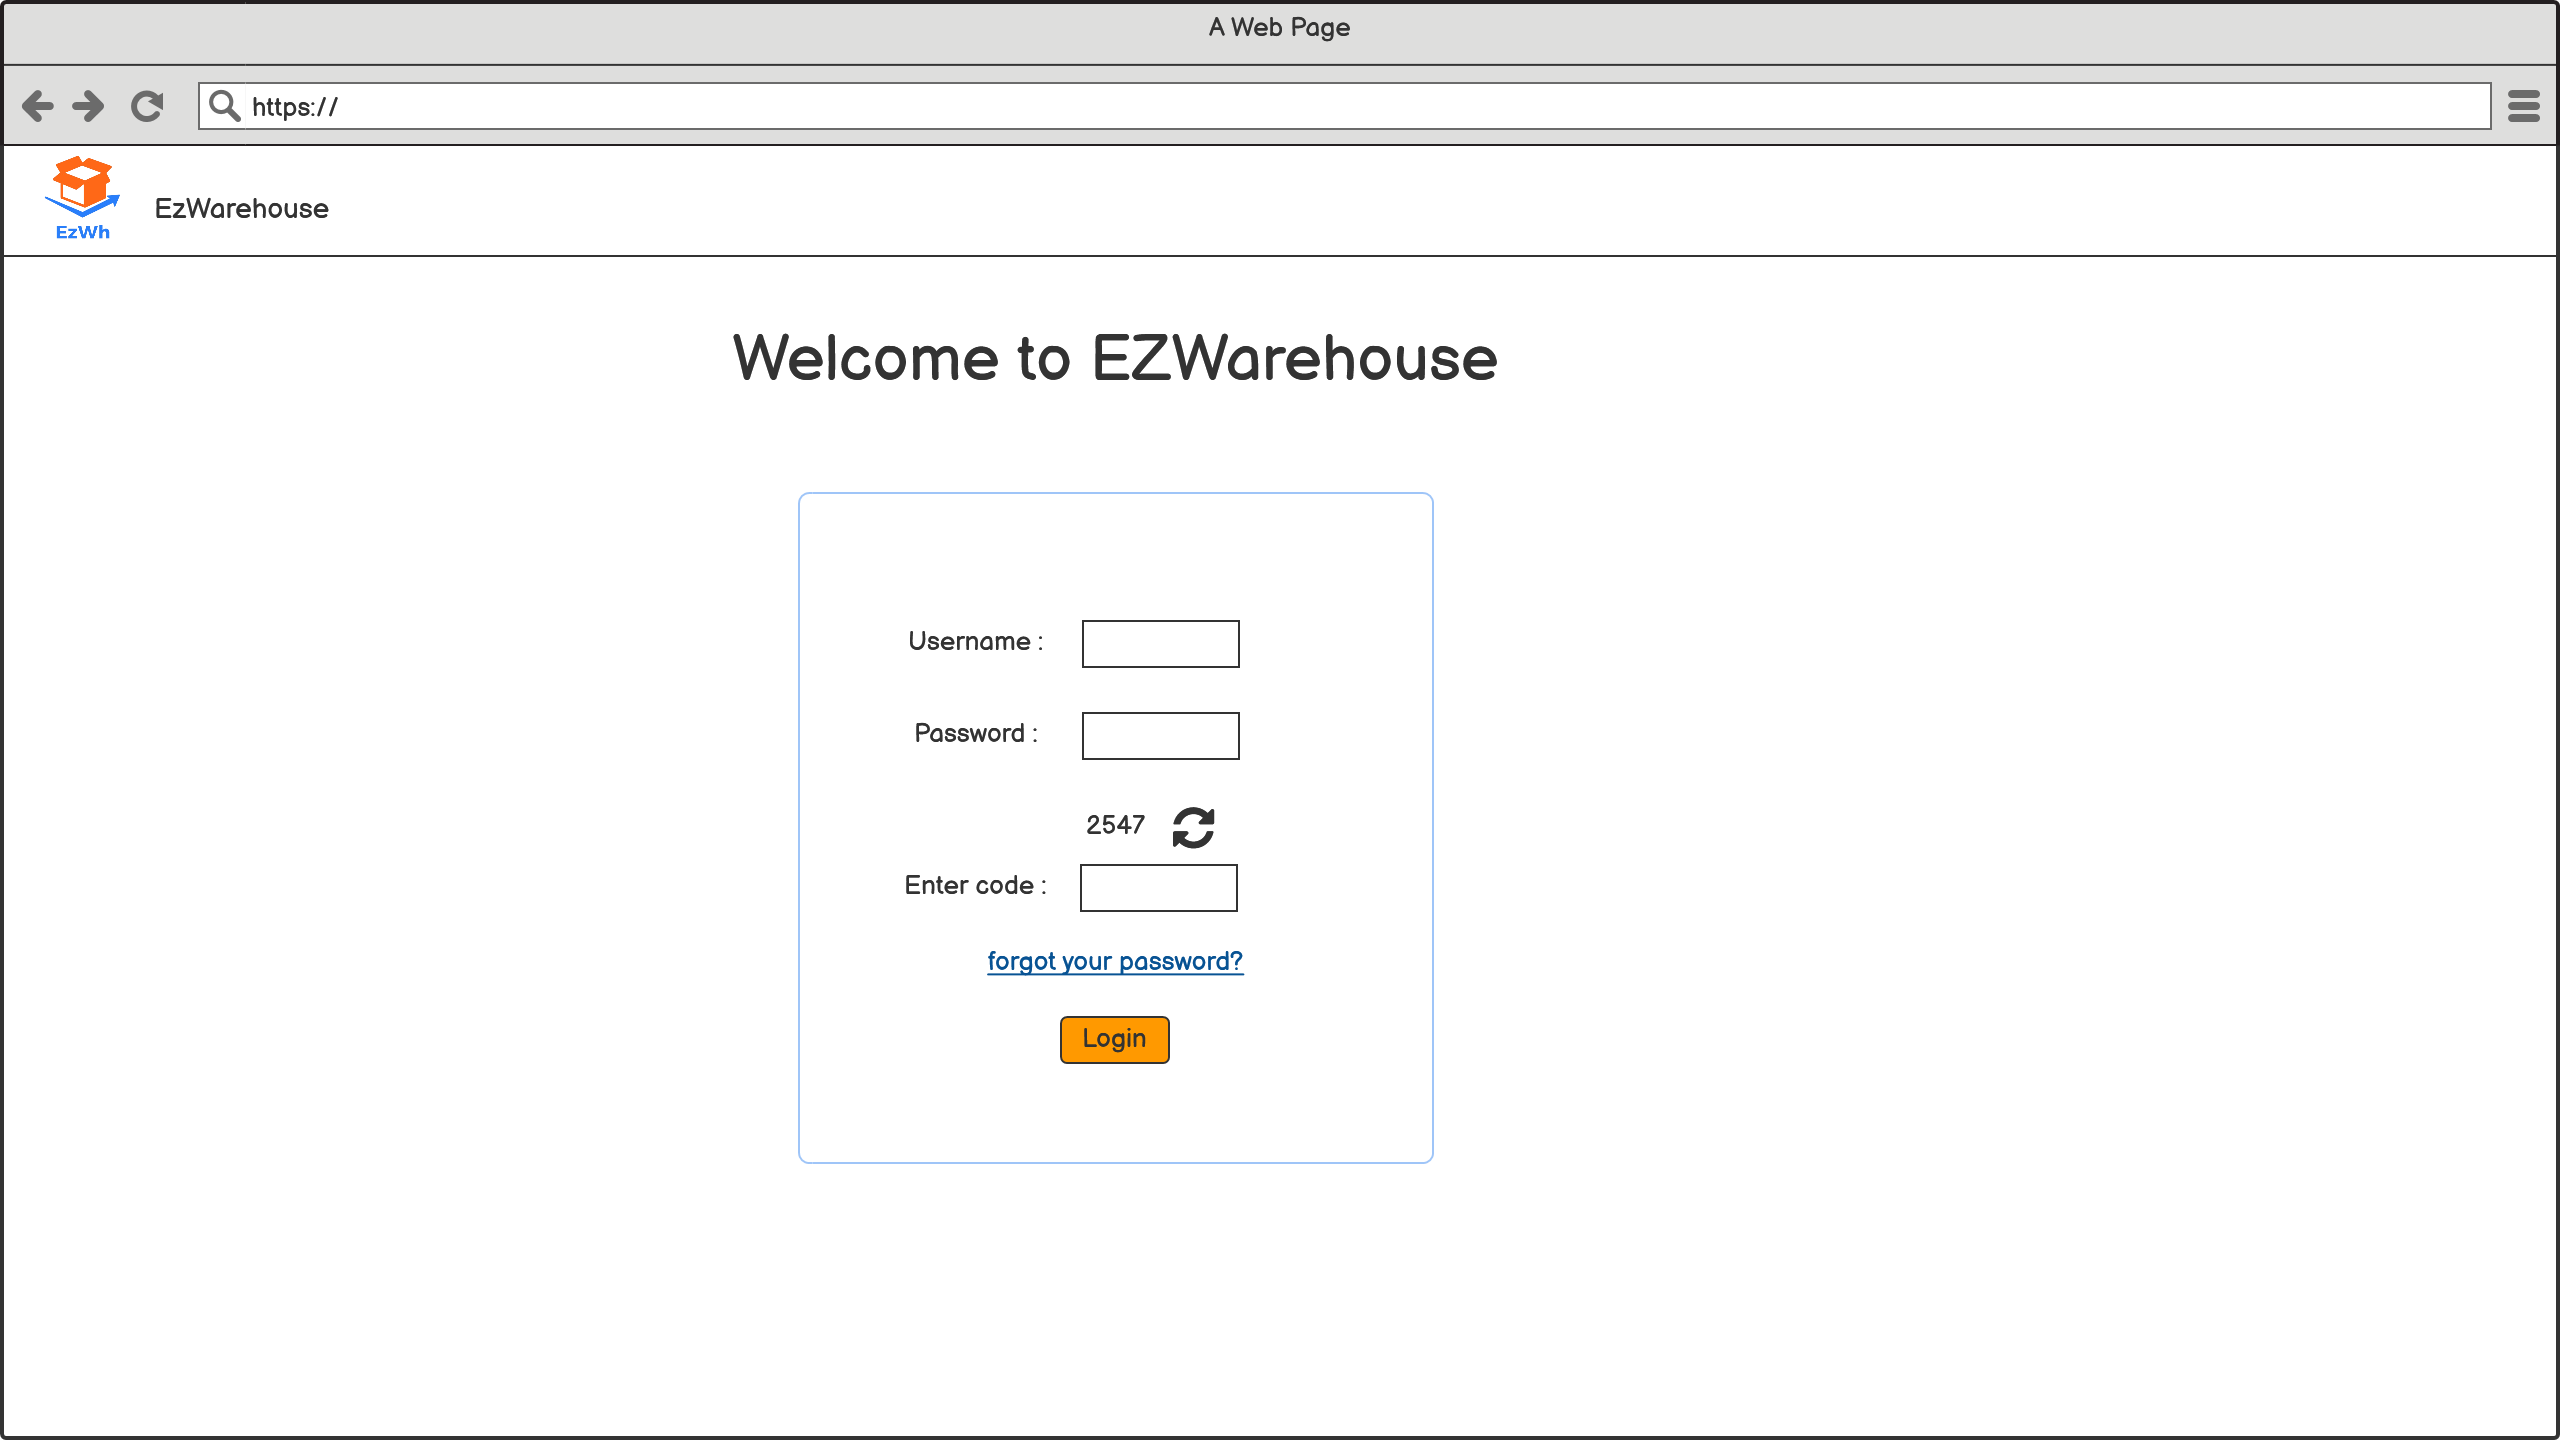 A Web Page
https://
EzWh
EzWarehouse
Welcome to EZWarehouse
Username :
Password :
2547
Enter code :
forgot your password?
Login